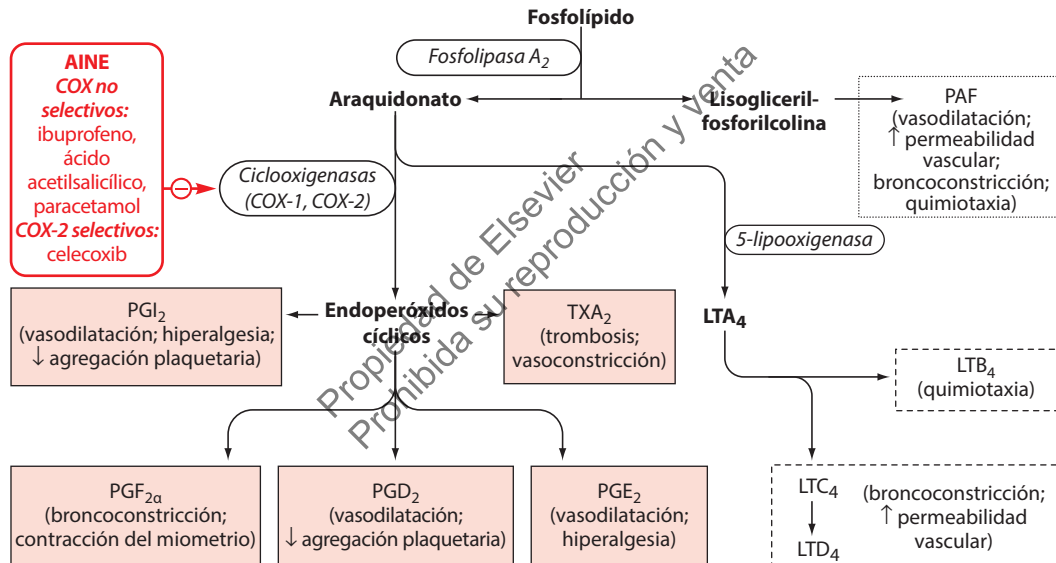 Fosfolípido
Fosfolipasa A2
AINE
COX no
selectivos:
ibuprofeno,
ácido
acetilsalicílico,
paracetamol
COX-2 selectivos:
celecoxib
Araquidonato
Lisogliceril-
fosforilcolina
PAF
(vasodilatación;
↑ permeabilidad
vascular;
broncoconstricción;
quimiotaxia)
Ciclooxigenasas
(COX-1, COX-2)
5-lipooxigenasa
PGI2
(vasodilatación; hiperalgesia;
↓ agregación plaquetaria)
Endoperóxidos
cíclicos
TXA2
(trombosis;
vasoconstricción)
LTA4
LTB4
(quimiotaxia)
PGF2α
(broncoconstricción;
contracción del miometrio)
PGD2
(vasodilatación;
↓ agregación plaquetaria)
PGE2
(vasodilatación;
hiperalgesia)
LTC4
LTD4
(broncoconstricción;
↑ permeabilidad
vascular)
Propiedad de Elsevier
Prohibida su reproducción y venta